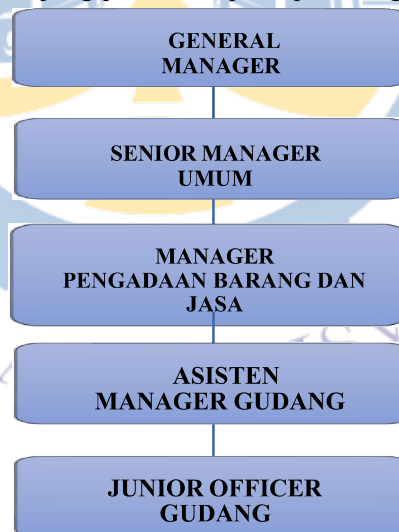 GENERAL
MANAGER
SENIOR MANAGER
UMUM
MANAGER
PENGADAAN BARANG DAN
JASA
ASISTEN
MANAGER GUDANG
JUNIOR OFFICER
GUDANG